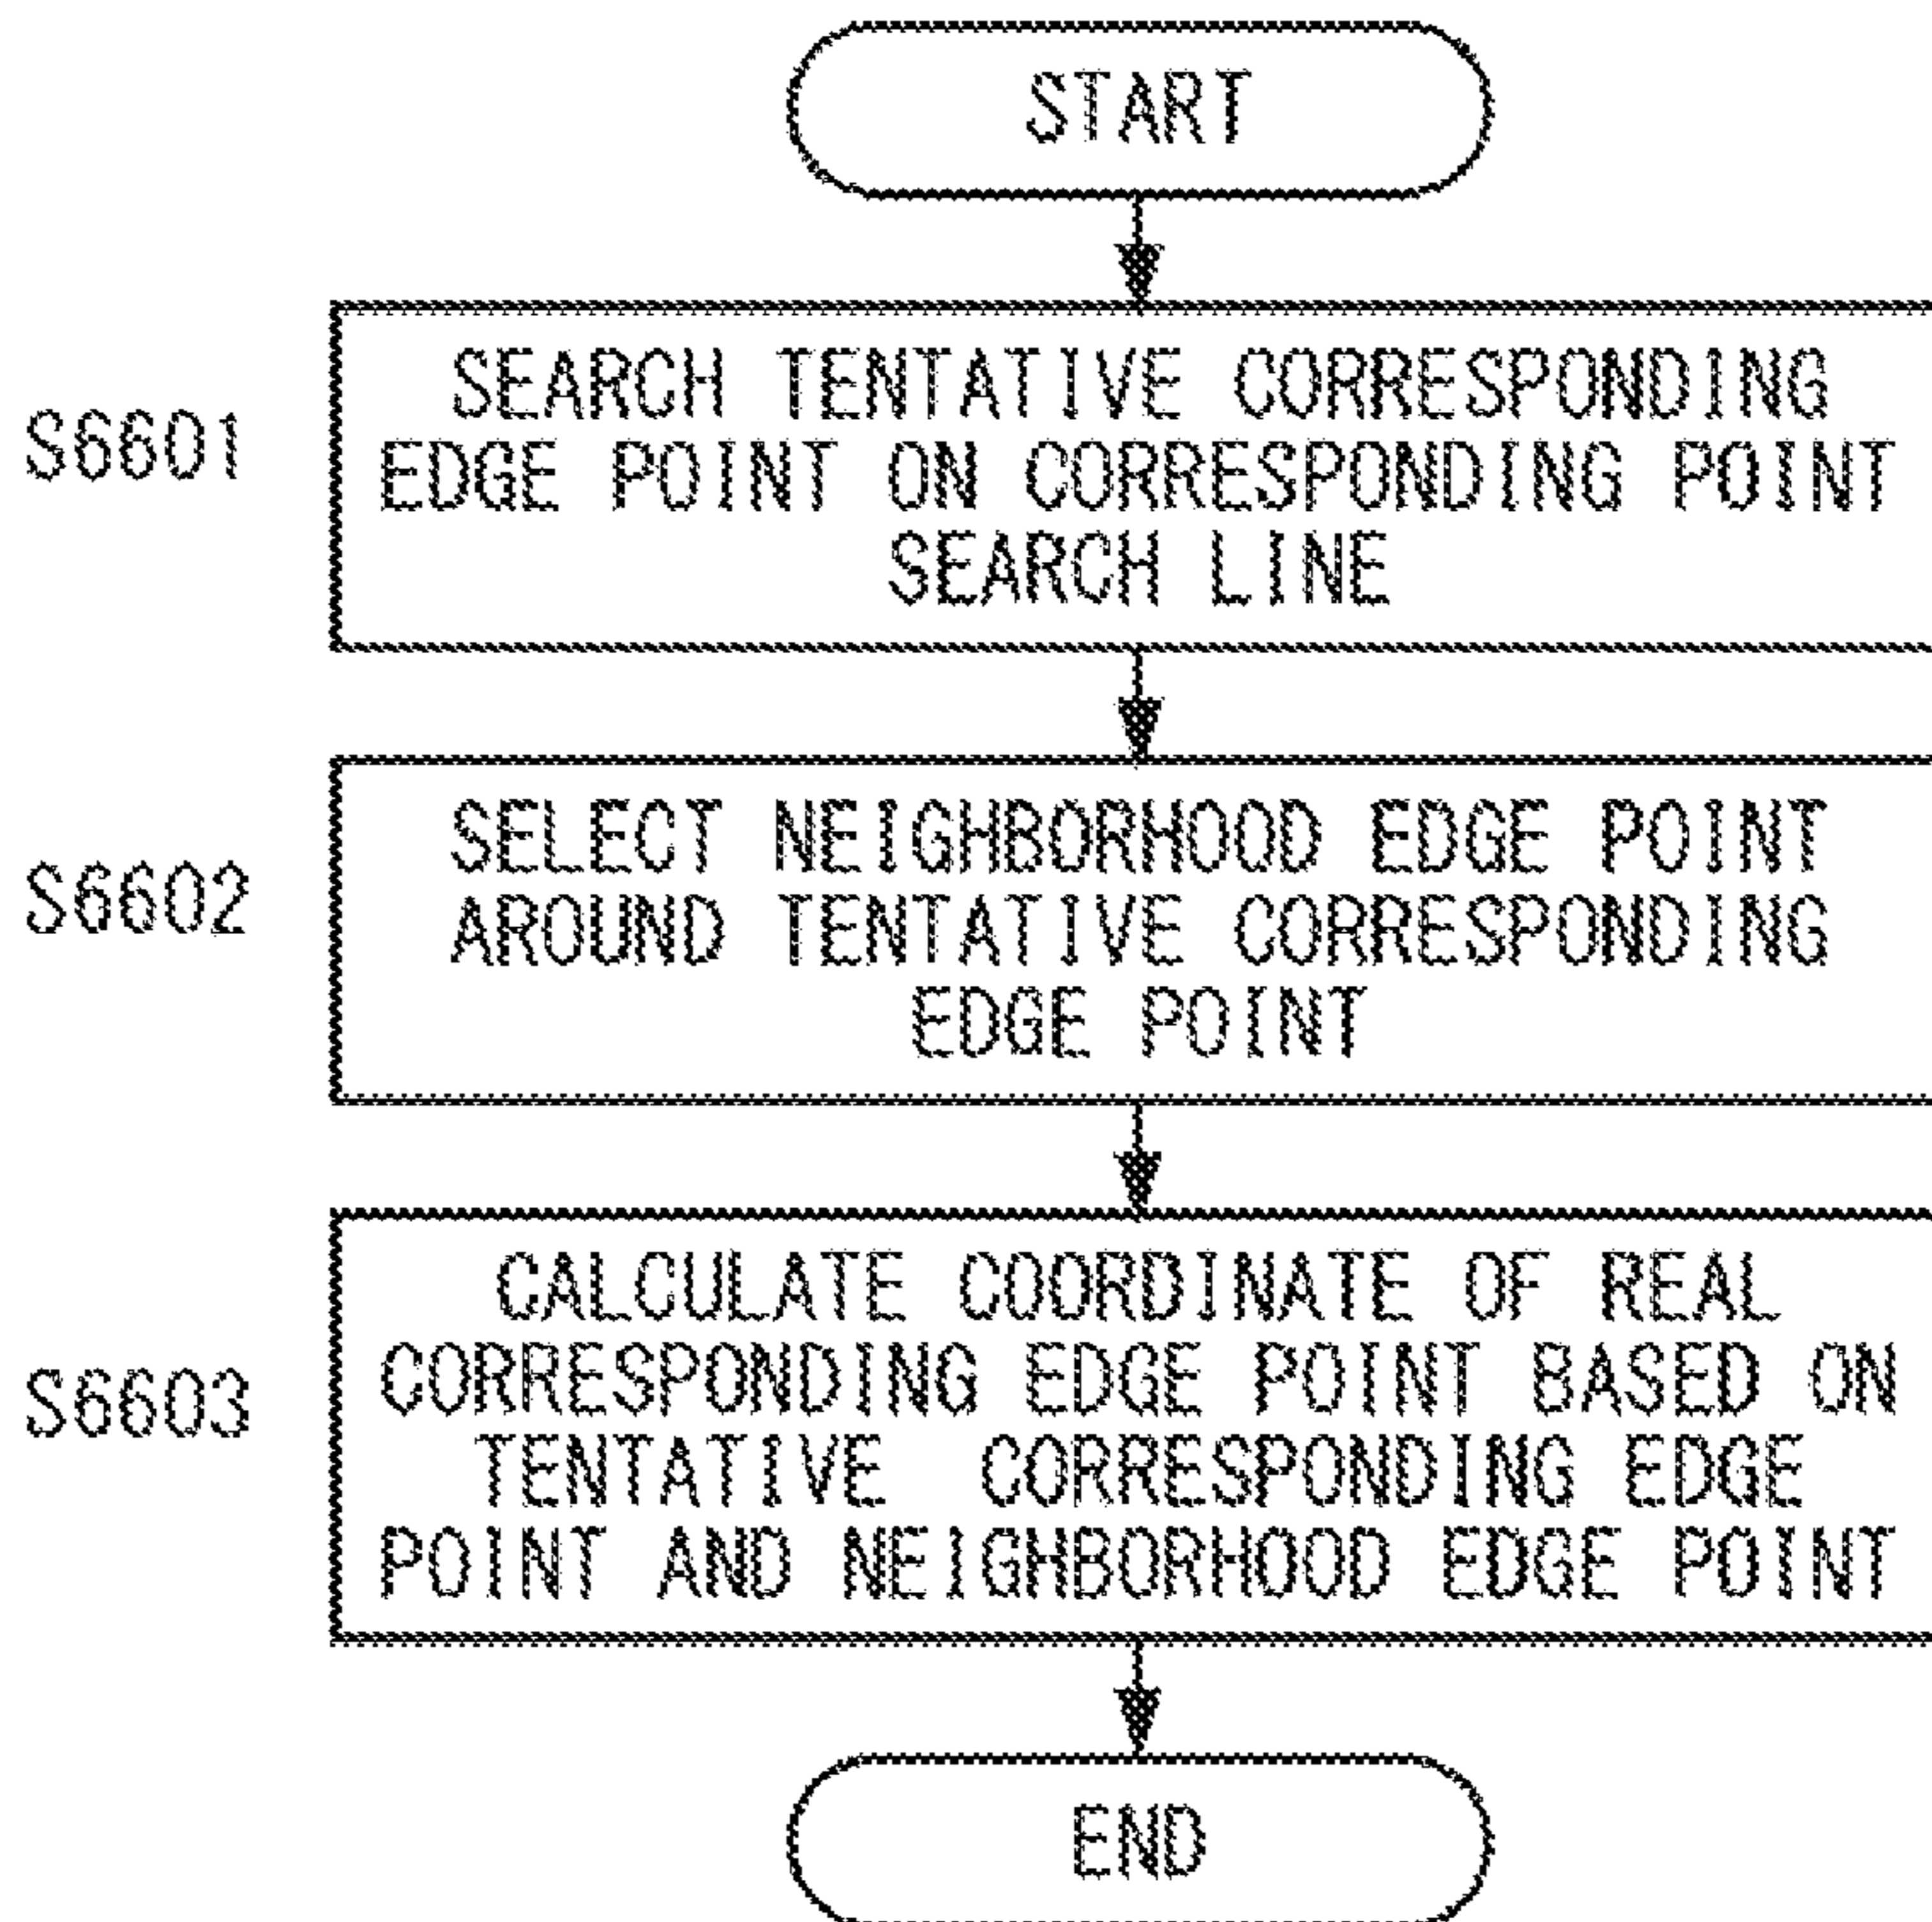 START
S6601
SEARCH TENTATIVE CORRESPONDING
EDGE POINT ON CORRESPONDING POINT
SEARCH LINE
S6602
SELECT NEIGHBORHOOD EDGE POINT
AROUND TENTATIVE CORRESPONDING
EDGE POINT
S6603
CALCULATE COORDINATE OF REAL
CORRESPONDING EDGE POINT BASED ON
TENTATIVE CORRESPONDING EDGE
POINT AND NEIGHBORHOOD EDGE POINT
END